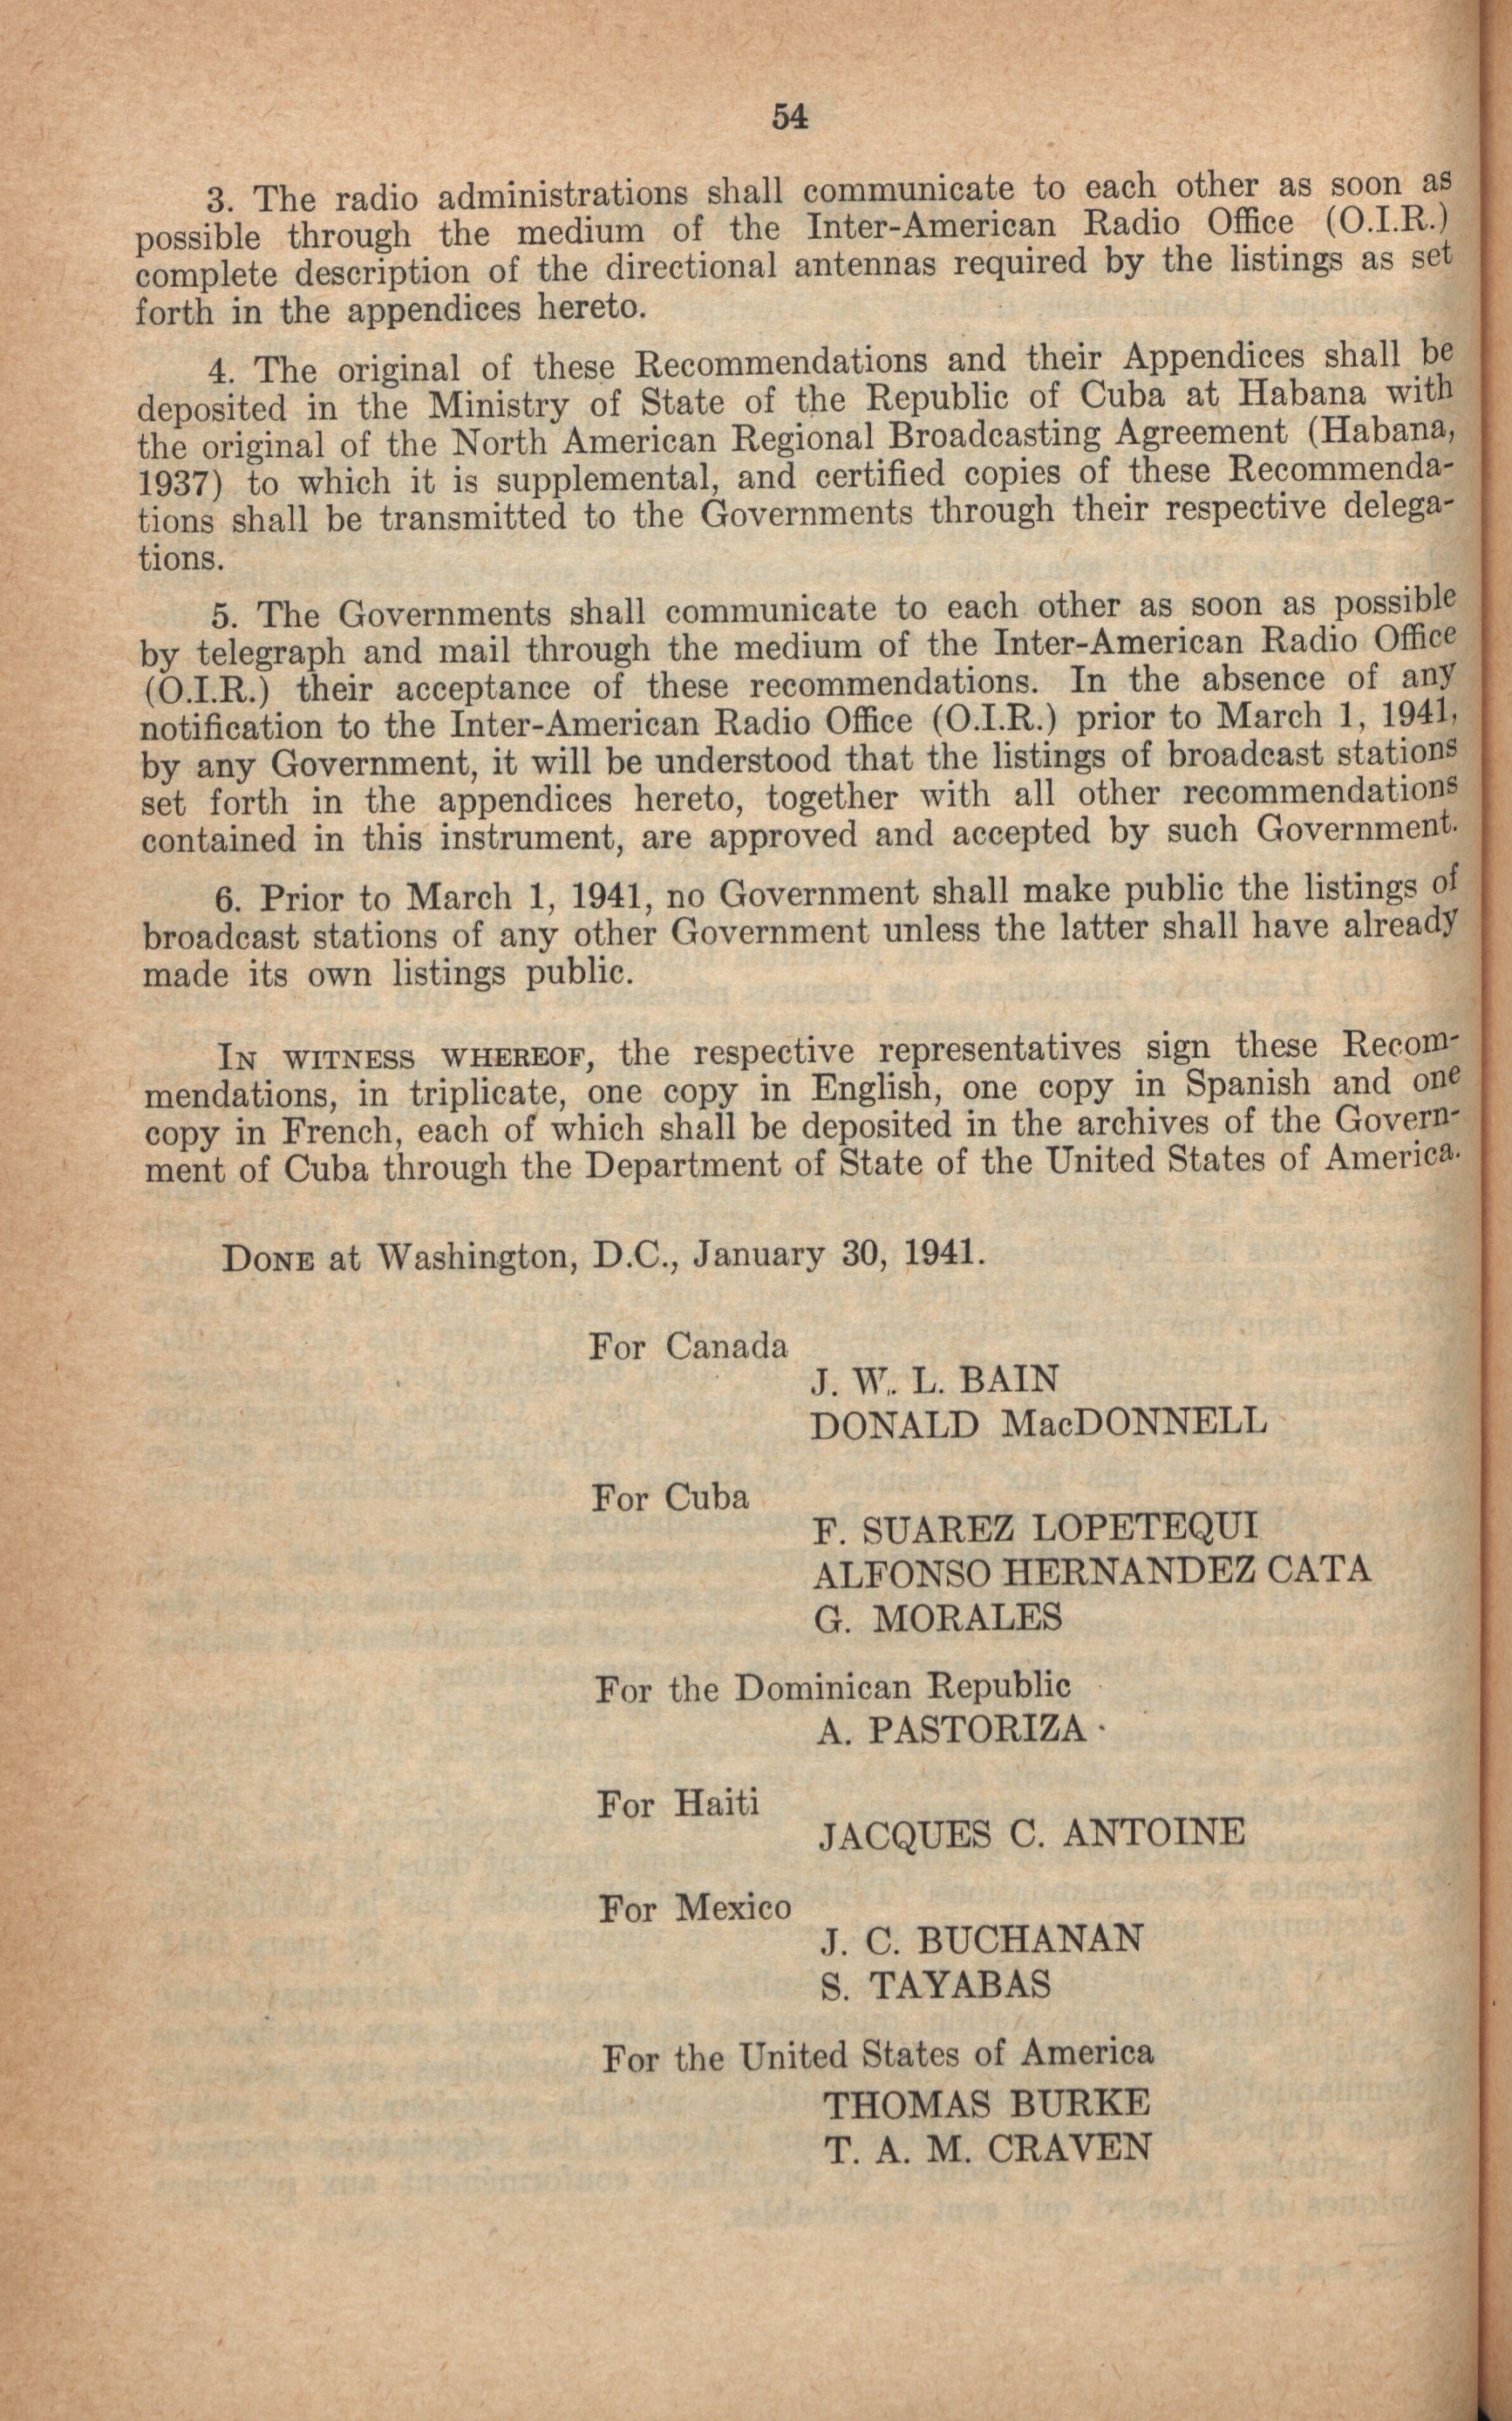 54
3. The radio administrations shall communicate to each other as soon as
possible through the medium of the Inter-American Radio Office (O.I.R.)
complete description of the directional antennas required by the listings as set
forth in the appendices hereto.
4. The original of these Recommendations and their Appendices shall be
deposited in the Ministry of State of the Republic of Cuba at Habana with
the original of the North American Regional Broadcasting Agreement (Habana,
1937) to which it is supplemental, and certified copies of these Recommenda-
tions shall be transmitted to the Governments through their respective delega-
tions.
5. The Governments shall communicate to each other as soon as possible
by telegraph and mail through the medium of the Inter-American Radio Office
(O.I.R.) their acceptance of these recommendations. In the absence of any
notification to the Inter-American Radio Office (O.I.R.) prior to March 1, 1941,
by any Government, it will be understood that the listings of broadcast stations
set forth in the appendices hereto, together with all other recommendations
contained in this instrument, are approved and accepted by such Government.
6. Prior to March 1, 1941, no Government shall make public the listings of
broadcast stations of any other Government unless the latter shall have already
made its own listings public.
IN WITNESS WHEREOF, the respective representatives sign these Recom-
mendations, in triplicate, one copy in English, one copy in Spanish and one
copy in French, each of which shall be deposited in the archives of the Govern-
ment of Cuba through the Department of State of the United States of America.
DONE at Washington, D.C., January 30, 1941.
For Canada
J. W. L. BAIN
DONALD MacDONNELL
For Cuba
F. SUAREZ LOPETEQUI
ALFONSO HERNANDEZ CATA
G. MORALES
For the Dominican Republic
A. PASTORIZA
For Haiti
JACQUES C. ANTOINE
For Mexico
J. C. BUCHANAN
S. TAYABAS
For the United States of America
THOMAS BURKE
T. A. M. CRAVEN